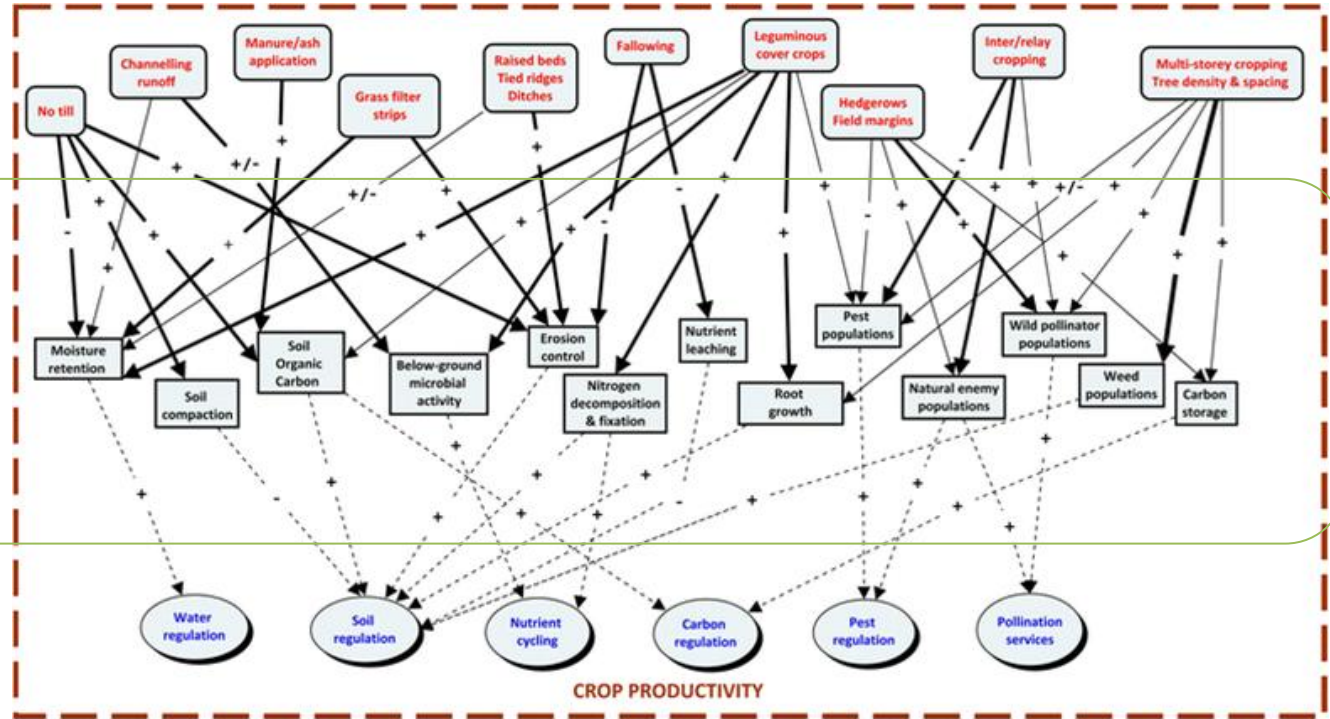 No till
Channelling
runoff
Manure/ash
application
Grass filter
strips
Raised beds
Tied ridges
Ditches
Fallowing
Leguminous
cover crops
Hedgerows
Field margins
Inter/relay
cropping
Multi-storey cropping
Tree density & spacing
+
+
+/-
+
-
+
-
+
+/-
-
+
+
+
+
+/-
+
-
+
+
+
+
-
+
+
+
+
+
+
+
+
+
+
Moisture
retention
Soil
compaction
Soil
Organic
Carbon
Below-ground
microbial
activity
Erosion
control
Nitrogen
decomposition
& fixation
Nutrient
leaching
Root
growth
Pest
populations
Natural enemy
populations
Wild pollinator
populations
Weed
populations
Carbon
storage
+
+
+
+
+
-
+
+
-
+
+
+
+
+
+
+
Water
regulation
Soil
regulation
Nutrient
cycling
Carbon
regulation
Pest
regulation
Pollination
services
CROP PRODUCTIVITY